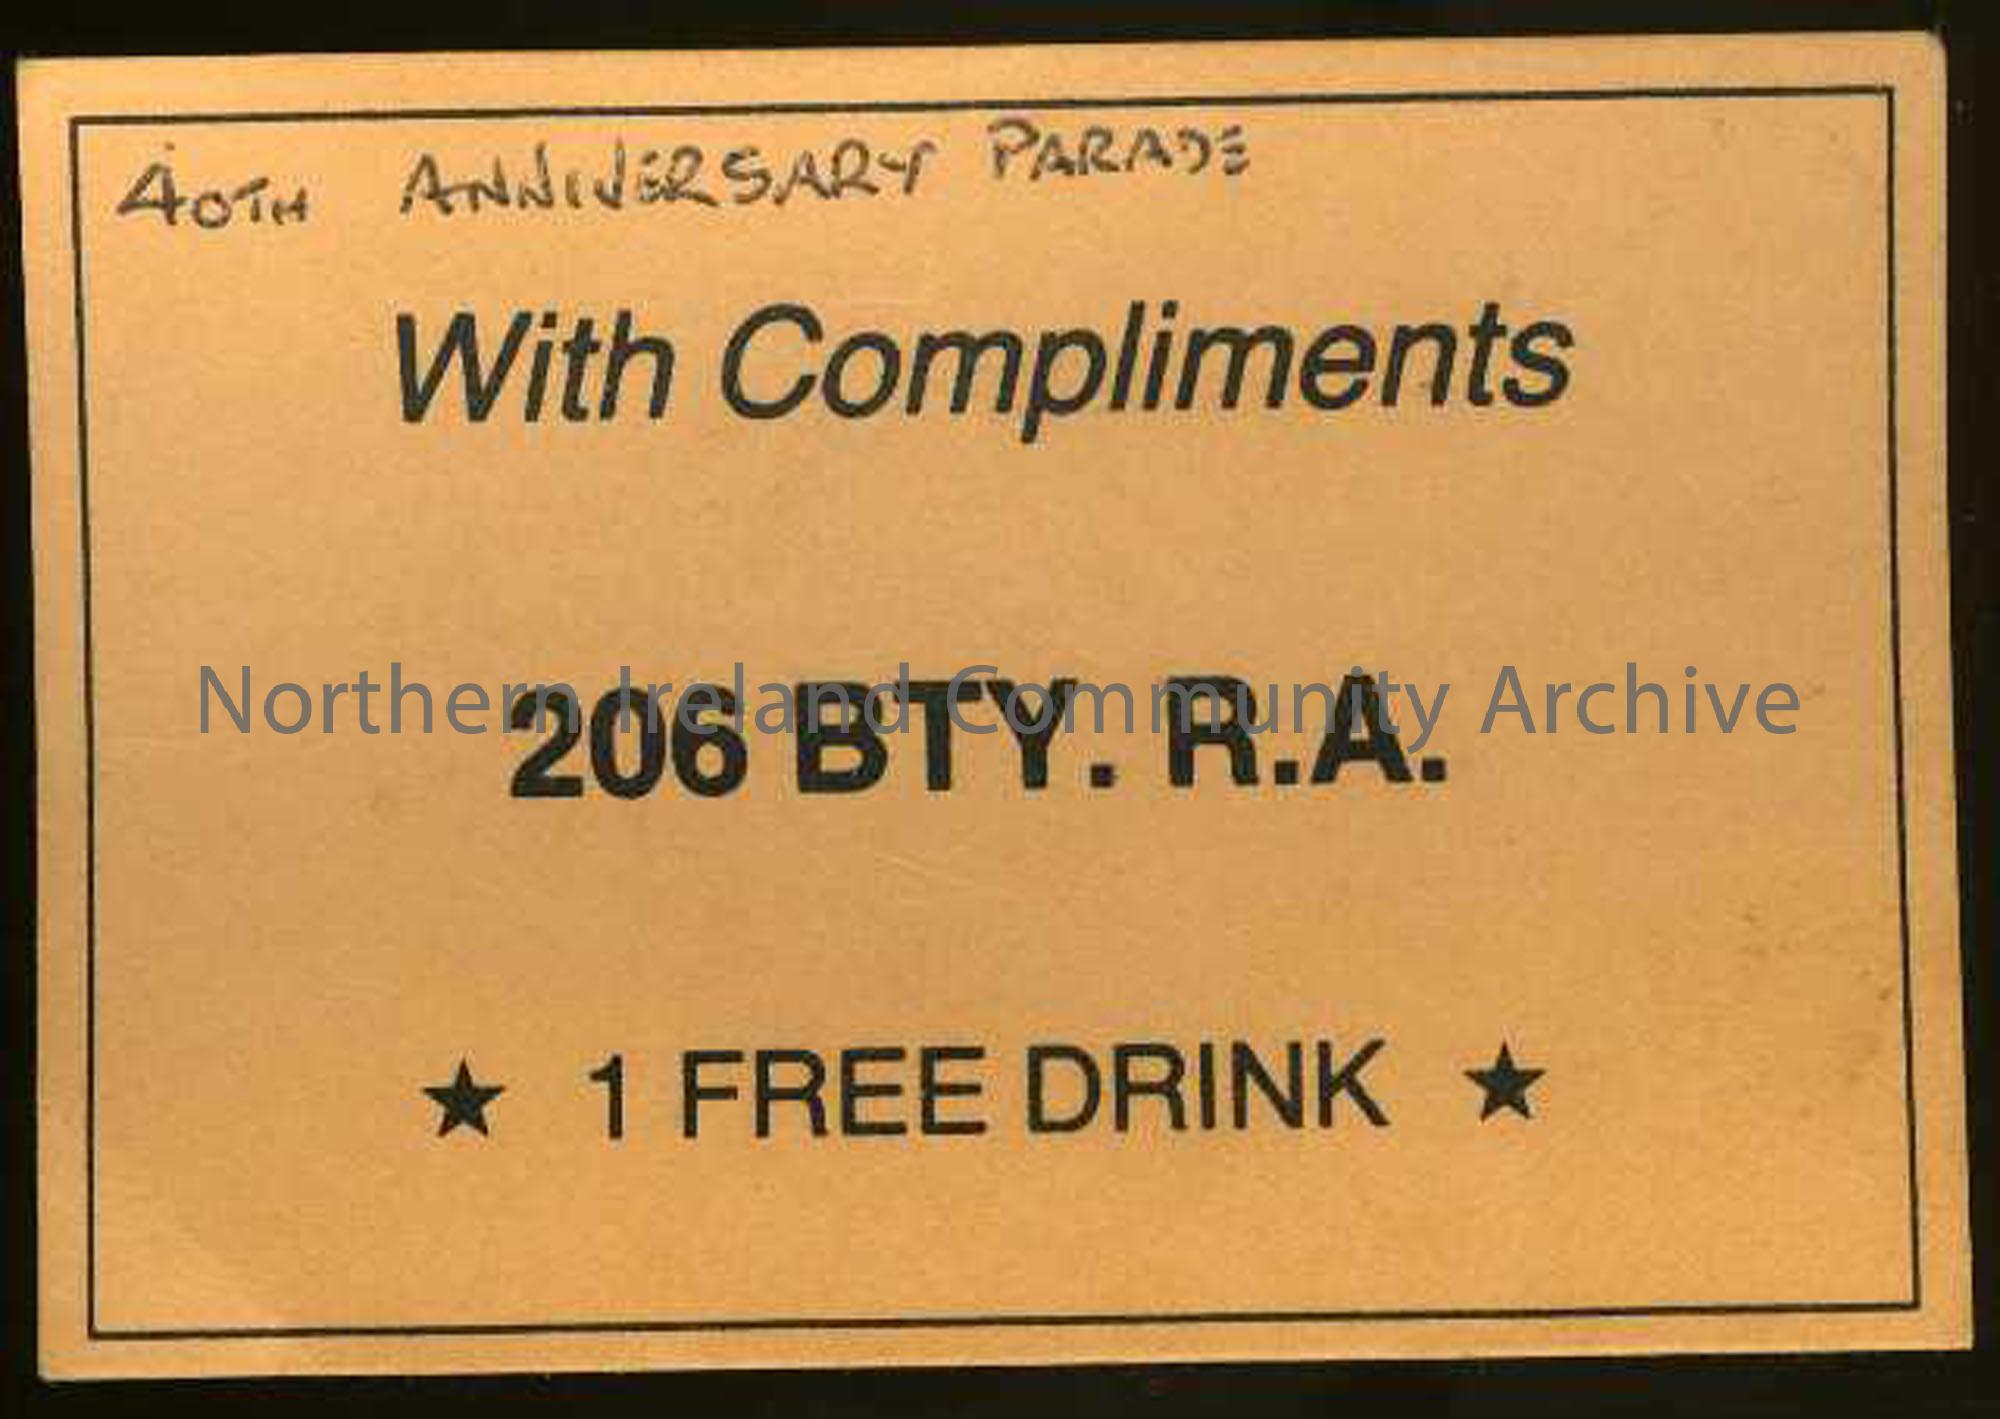 40TH ANNIVERSARY PARADE
With Compliments
Northern Ireland Community Archive
206 BTY. R.A.
★ 1 FREE DRINK ★